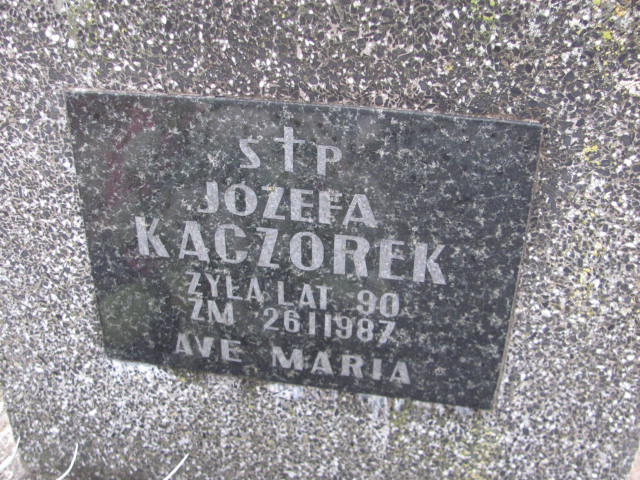 S † P
JÓZEFA
KĄCZOREK
ŻYŁA LAT 90
ZM 26 I 1987
AVE MARIA